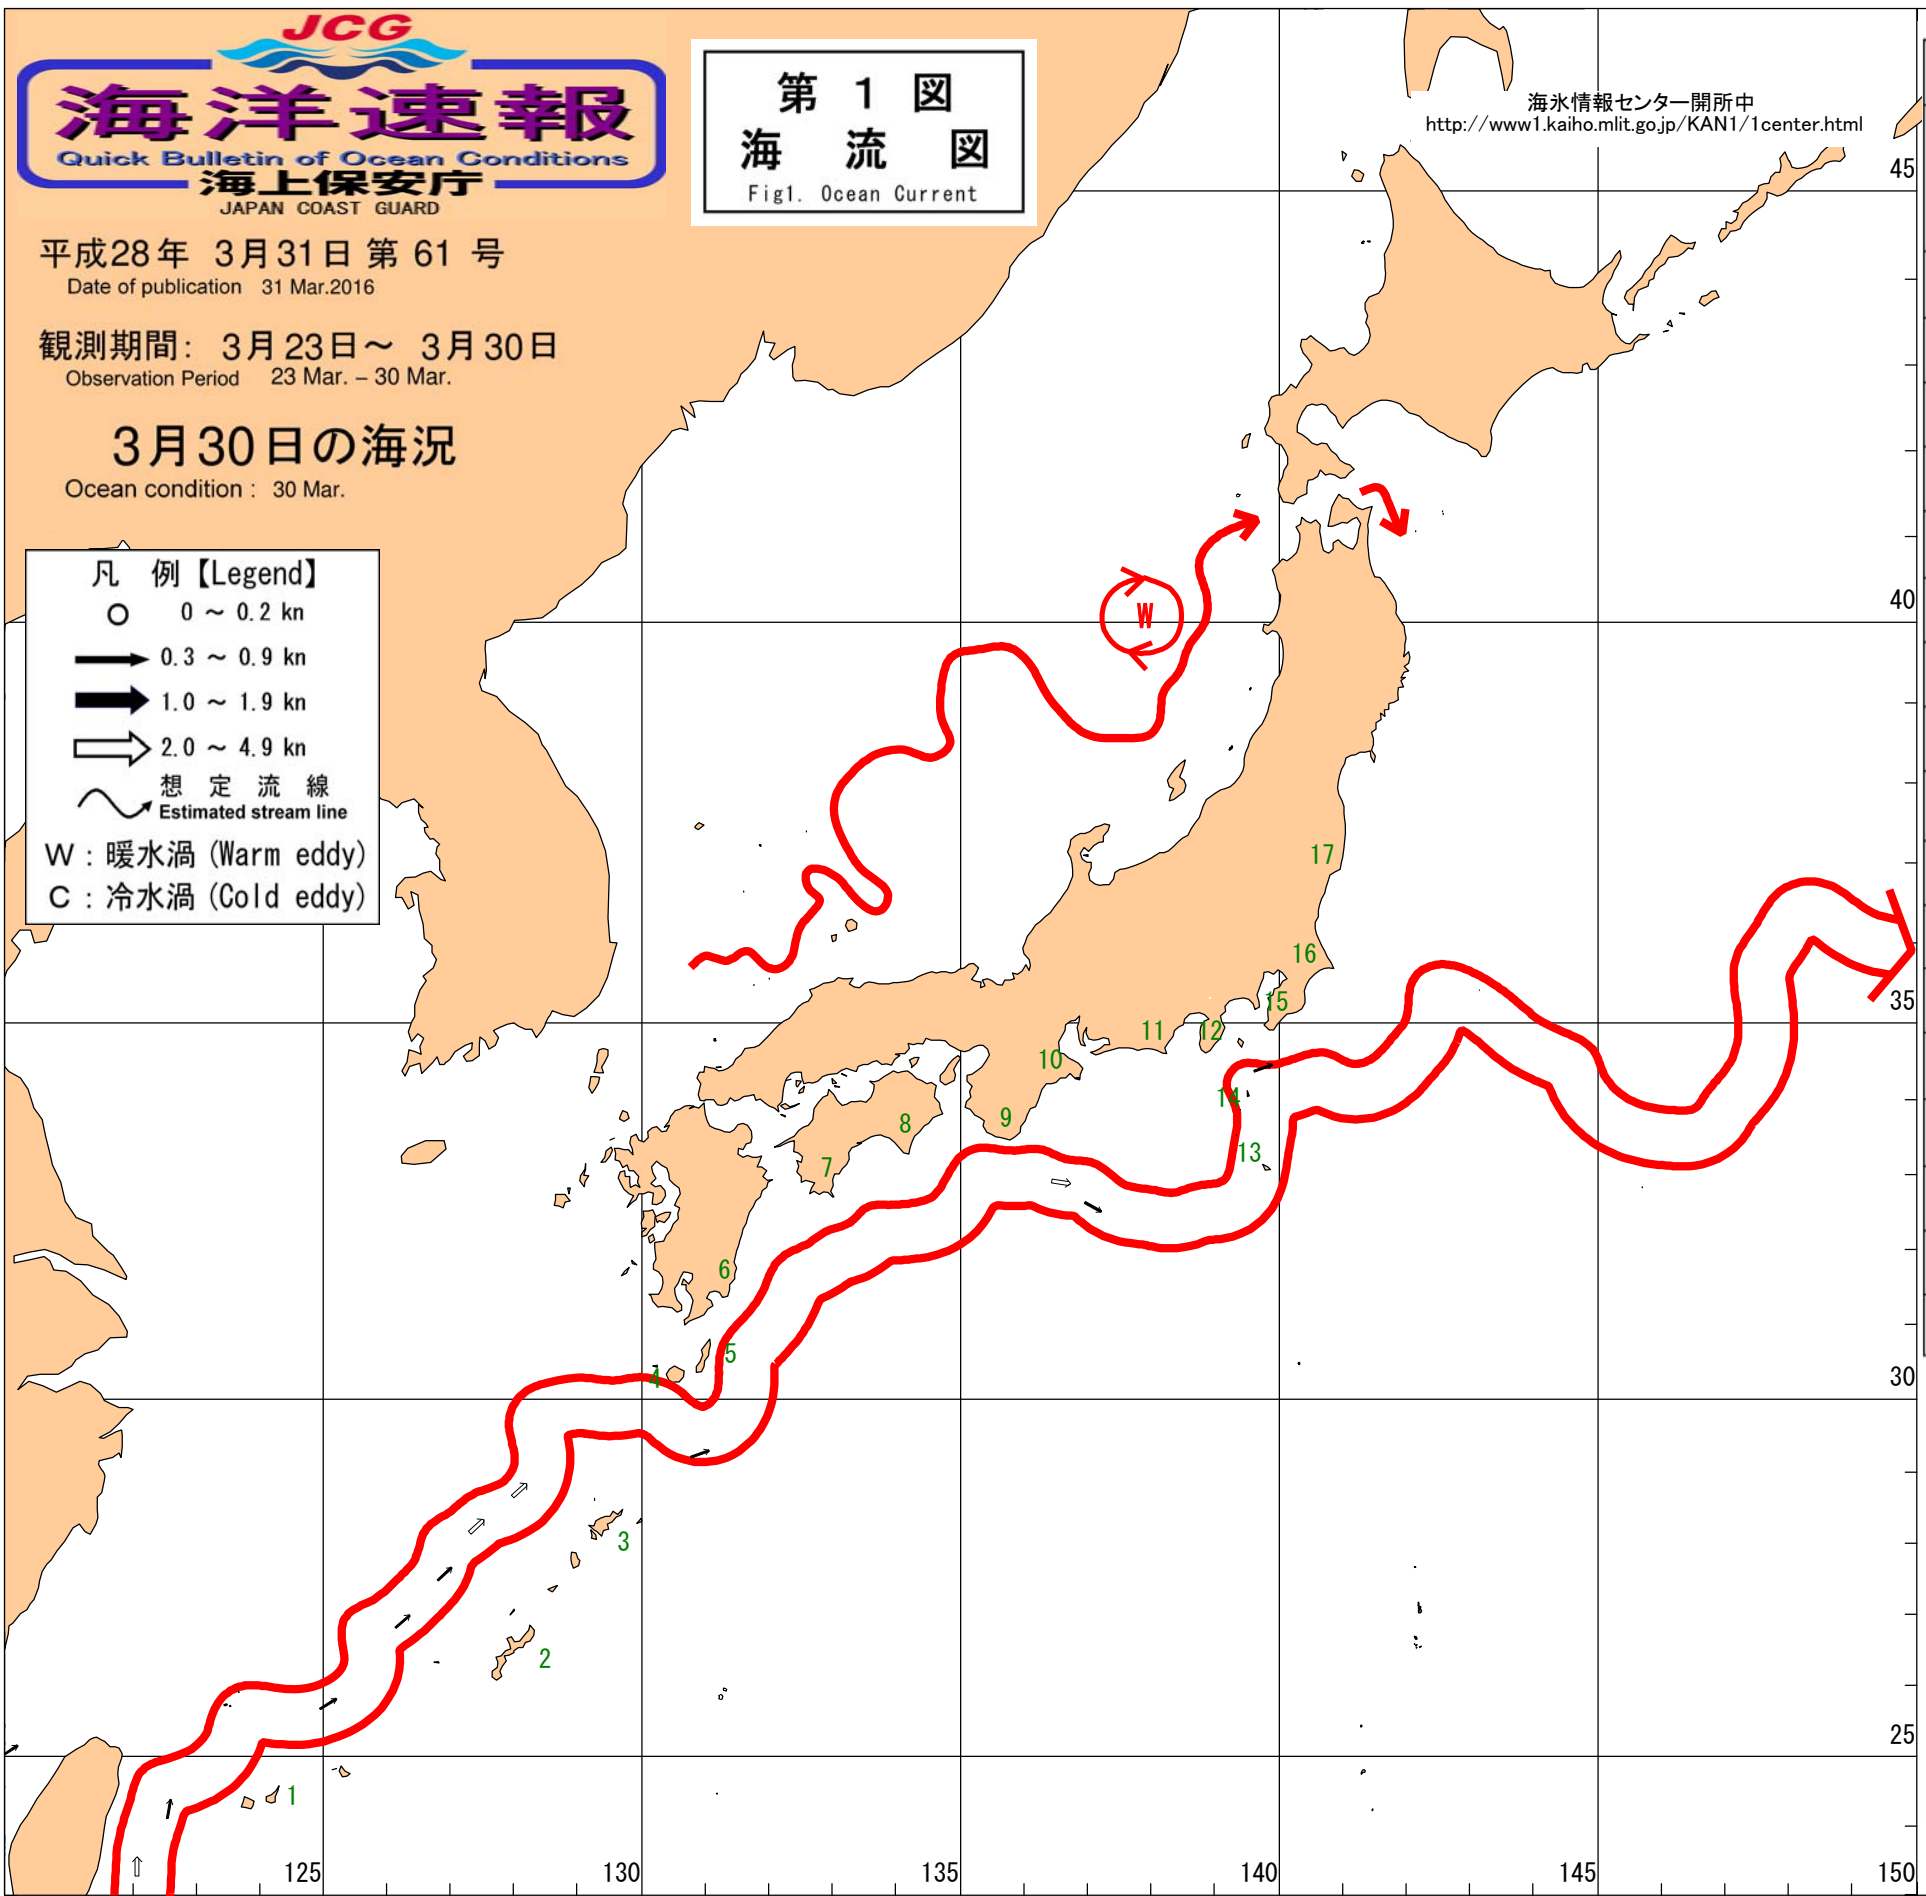 JCG
海洋速報
Quick Bulletin of Ocean Conditions
海上保安庁
JAPAN COAST GUARD
平成28年 3月31日 第 61 号
Date of publication 31 Mar.2016
観測期間: 3月23日～ 3月30日
Observation Period 23 Mar. – 30 Mar.
3月30日の海況
Ocean condition : 30 Mar.
第 1 図
海 流 図
Fig1. Ocean Current
海氷情報センター開所中
http://www1.kaiho.mlit.go.jp/KAN1/1center.html
凡 例【Legend】
0 ～ 0.2 kn
0.3 ～ 0.9 kn
1.0 ～ 1.9 kn
2.0 ～ 4.9 kn
想 定 流 線
Estimated stream line
W : 暖水渦 (Warm eddy)
C : 冷水渦 (Cold eddy)
45
40
35
30
25
W
17
16
15
12
11
10
14
13
9
8
7
6
5
4
3
2
1
125
130
135
140
145
150